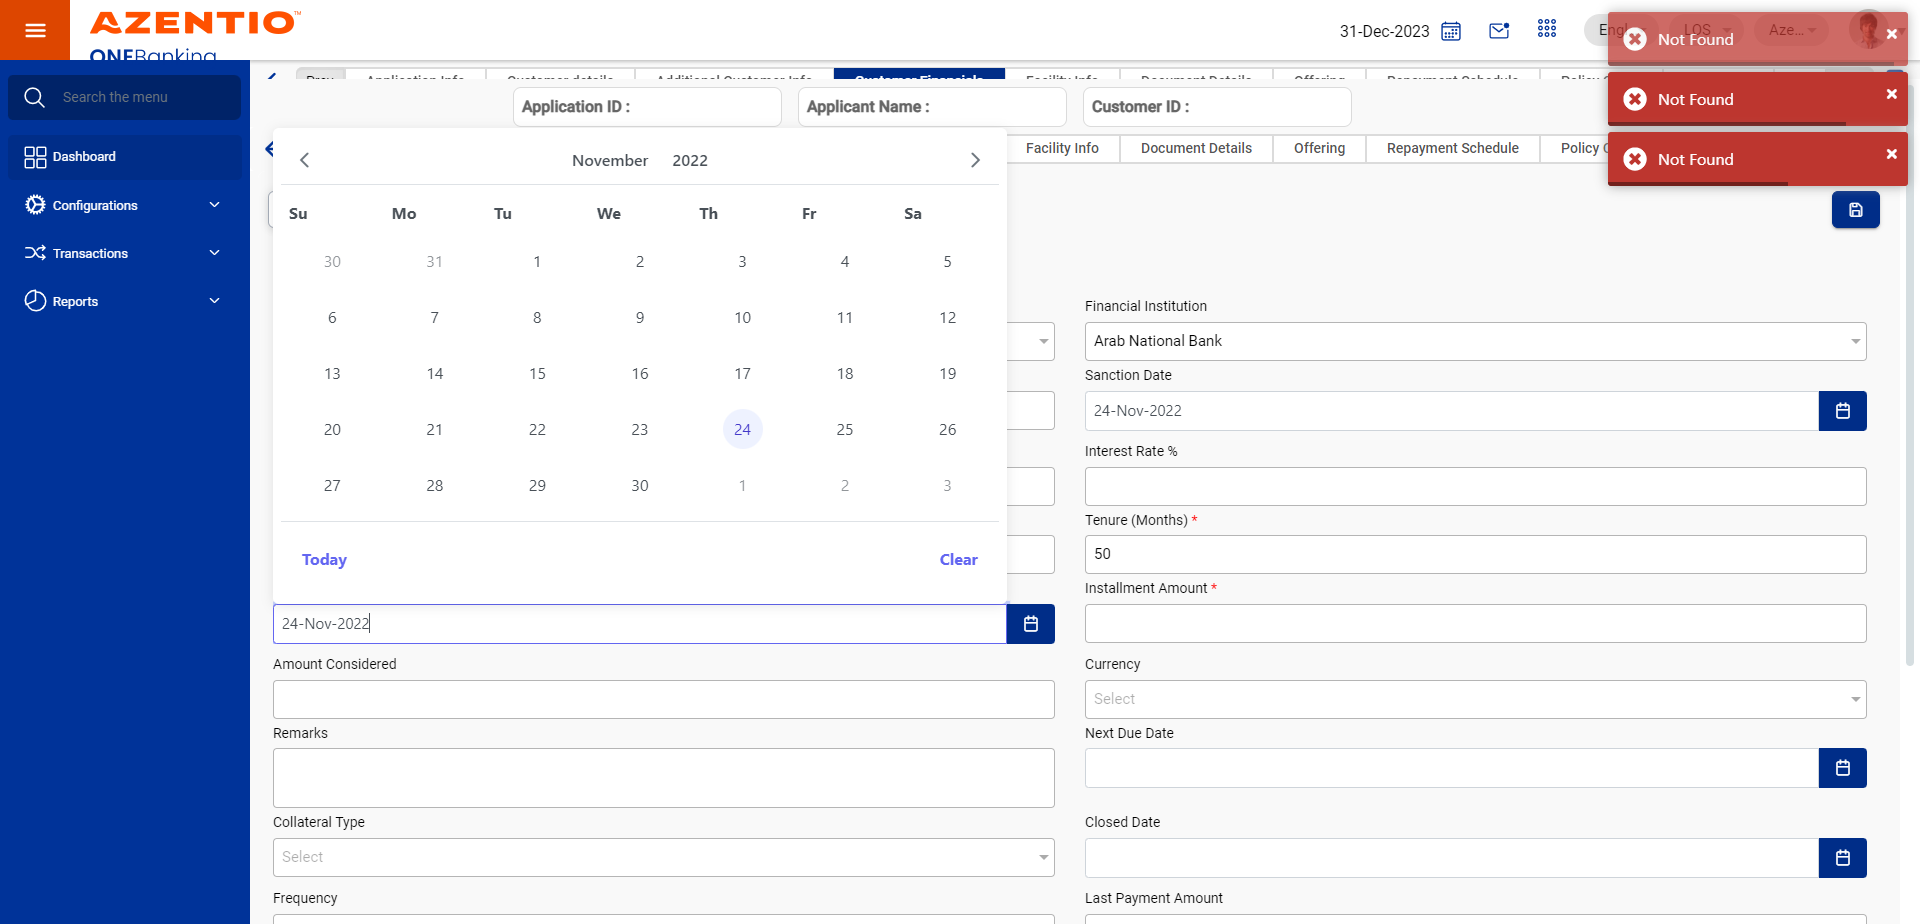 AZENTIO™
ONEBanking
31-Dec-2023
Not Found
Not Found
Not Found
Search the menu
Dashboard
Configurations
Transactions
Reports
Customer Financials
Application ID :
Applicant Name :
Customer ID :
Facility Info
Document Details
Offering
Repayment Schedule
Policy
November 2022
Su Mo Tu We Th Fr Sa
30 31 1 2 3 4 5
6 7 8 9 10 11 12
13 14 15 16 17 18 19
20 21 22 23 24 25 26
27 28 29 30 1 2 3
Today
Clear
24-Nov-2022
Financial Institution
Arab National Bank
Sanction Date
24-Nov-2022
Interest Rate %
Tenure (Months) *
50
Installment Amount *
Amount Considered
Currency
Select
Remarks
Next Due Date
Collateral Type
Select
Closed Date
Frequency
Last Payment Amount